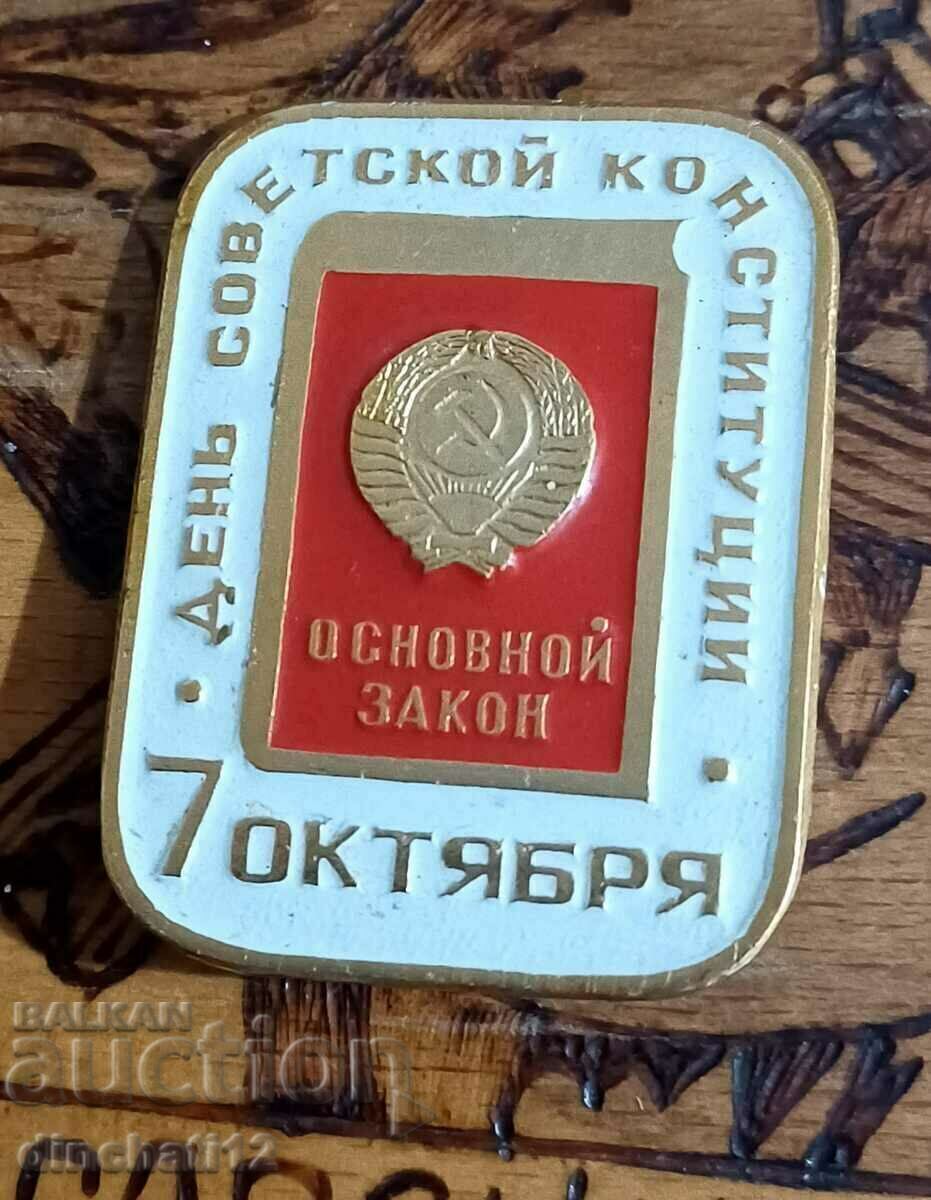 ДЕНЬ СОВЕТСКОЙ КОНСТИТУЦИИ
ОСНОВНОЙ
ЗАКОН
7 ОКТЯБРЯ
BALKAN
auction
dinchati12